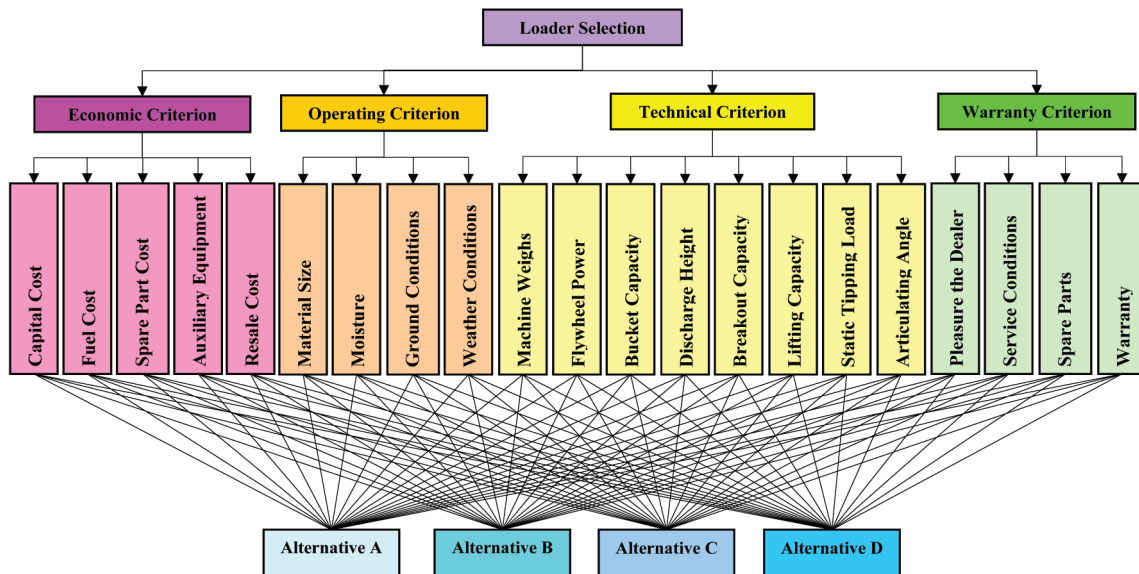 Loader Selection
Economic Criterion
Operating Criterion
Technical Criterion
Warranty Criterion
Capital Cost
Fuel Cost
Spare Part Cost
Auxiliary Equipment
Resale Cost
Material Size
Moisture
Ground Conditions
Weather Conditions
Machine Weighs
Flywheel Power
Bucket Capacity
Discharge Height
Breakout Capacity
Lifting Capacity
Static Tipping Load
Articulating Angle
Pleasure the Dealer
Service Conditions
Spare Parts
Warranty
Alternative A
Alternative B
Alternative C
Alternative D